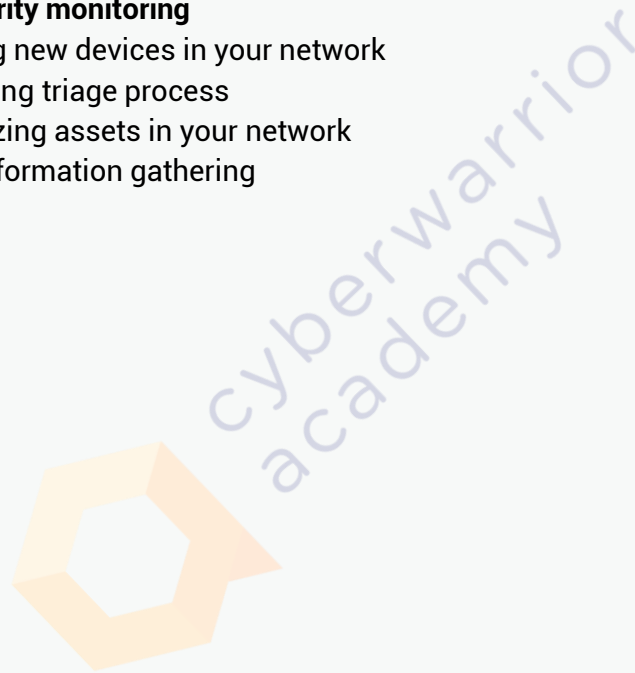 rity monitoring
g new devices in your network
ng triage process
zing assets in your network
formation gathering
cyberwarrior
academy